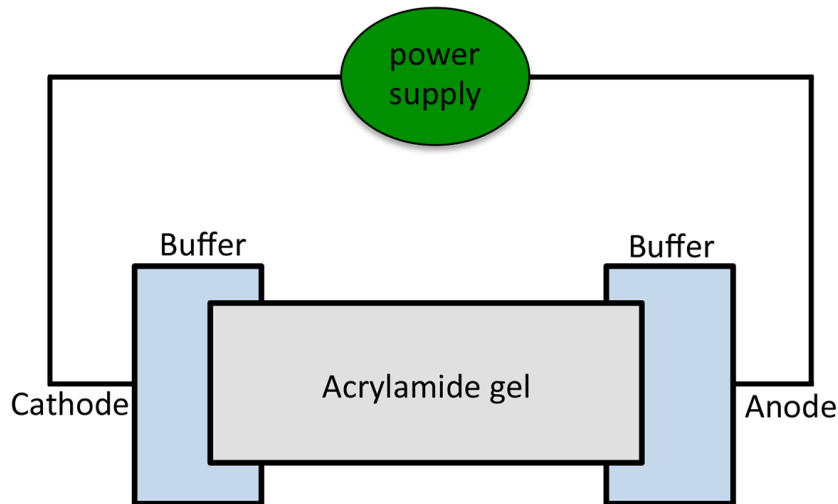 power
supply
Buffer
Buffer
Acrylamide gel
Cathode
Anode